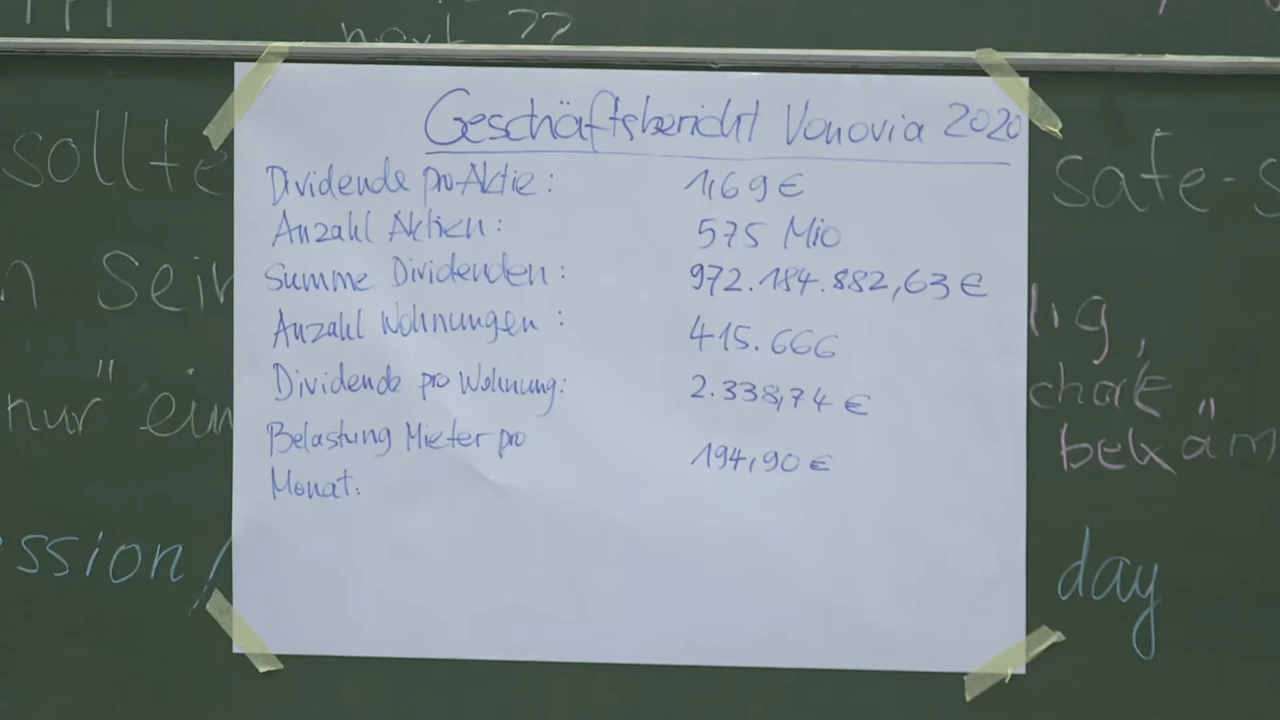 sollte
safe-s
Geschäftsbericht Vonovia 2020
Dividende pro Aktie: 1,69 €
Anzahl Aktien: 575 Mio
Summe Dividenden: 972.184.882,63 €
Anzahl Wohnungen: 415.666
Dividende pro Wohnung: 2.338,74 €
Belastung Mieter pro
Monat: 194,90 €
n sein
lig,
nur" ein
bekäm
ssion/
day